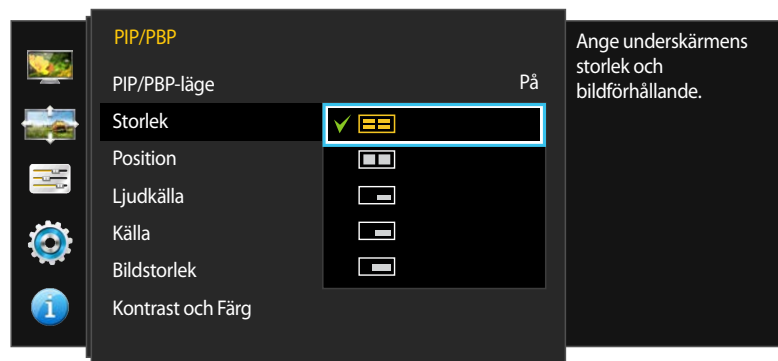 PIP/PBP
PIP/PBP-läge På
Storlek
Position
Ljudkälla
Källa
Bildstorlek
Kontrast och Färg
Ange underskärmens
storlek och
bildförhållande.